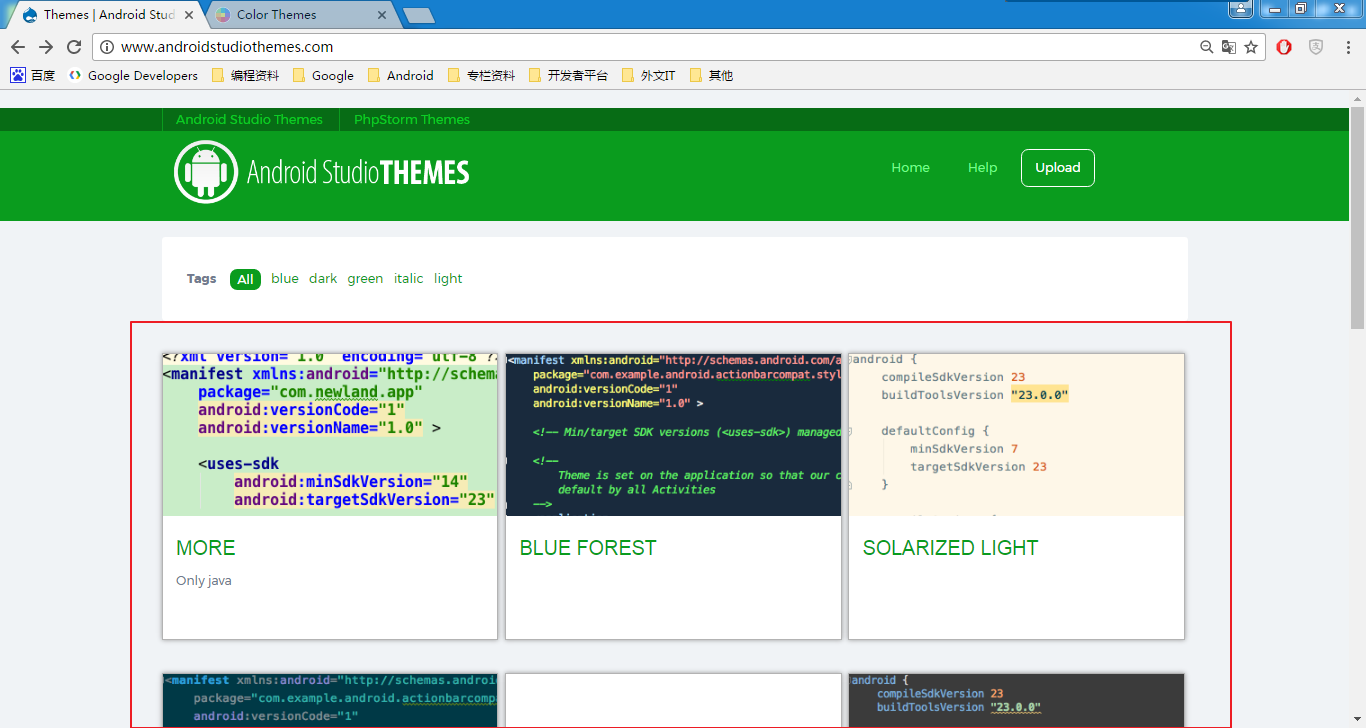 Themes | Android Stud
Color Themes
www.androidstudiothemes.com
百度
Google Developers
编程资料
Google
Android
专栏资料
开发者平台
外文IT
其他
Android Studio Themes
PhpStorm Themes
Android StudioTHEMES
Home
Help
Upload
Tags
All
blue
dark
green
italic
light
<?xml version="1.0" encoding="utf-8"?
<manifest xmlns:android="http://schema
package="com.newland.app"
android:versionCode="1"
android:versionName="1.0" >
<uses-sdk
android:minSdkVersion="14"
android:targetSdkVersion="23"
MORE
Only java
<manifest xmlns:android="http://schemas.android.com/a
package="com.example.android.actionbarcompat.styl
android:versionCode="1"
android:versionName="1.0" >
<!-- Min/target SDK versions (<uses-sdk>) managed
<!--
Theme is set on the application so that our c
default by all Activities
-->
BLUE FOREST
android {
compileSdkVersion 23
buildToolsVersion "23.0.0"
defaultConfig {
minSdkVersion 7
targetSdkVersion 23
}
SOLARIZED LIGHT
<manifest xmlns:android="http://schemas.andro
package="com.example.android.actionbarcompa
android:versionCode="1"
android {
compileSdkVersion 23
buildToolsVersion "23.0.0"